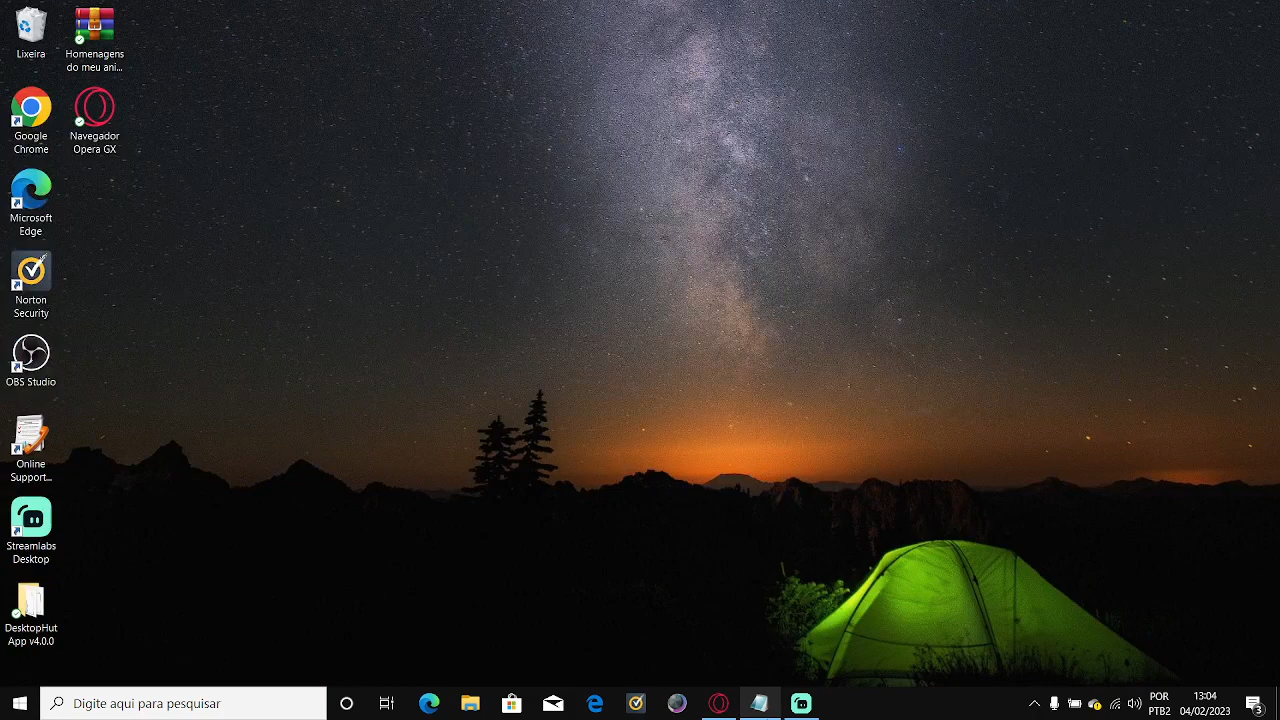 Lixeira
Homenagens
do meu ani...
Google
Chrome
Navegador
Opera GX
Microsoft
Edge
Norton
Security
OBS Studio
Online
Support...
Streamlabs
Desktop
DesktopHut
App v4.0.0
Digite aqui para pesquisar
POR
PTB2
13:04
04/02/2023
3